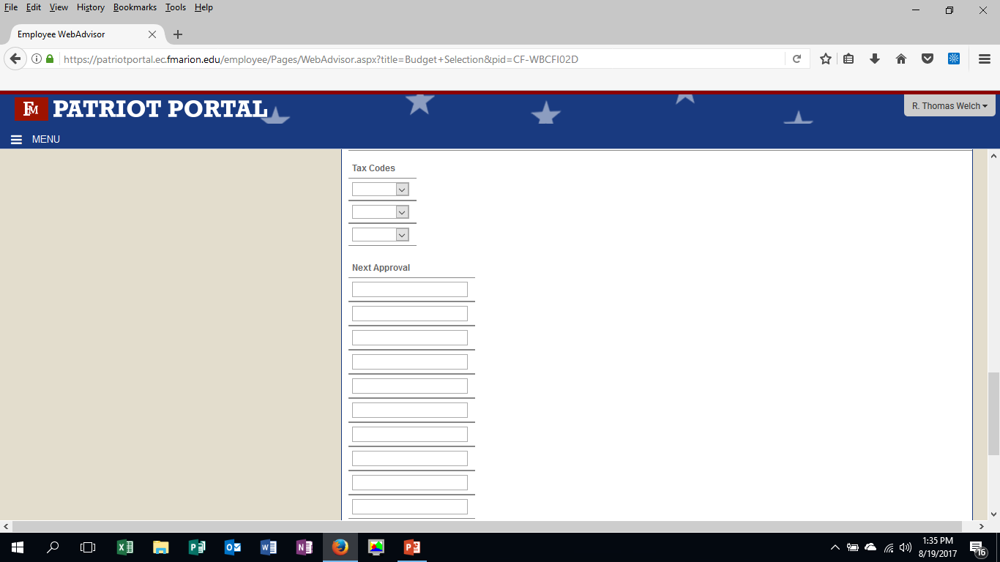 File Edit View History Bookmarks Tools Help
Employee WebAdvisor
https://patriotportal.ec.fmarion.edu/employee/Pages/WebAdvisor.aspx?title=Budget+Selection&pid=CF-WBCFI02D
FM PATRIOT PORTAL
R. Thomas Welch
MENU
Tax Codes
Next Approval
1:35 PM
8/19/2017
16